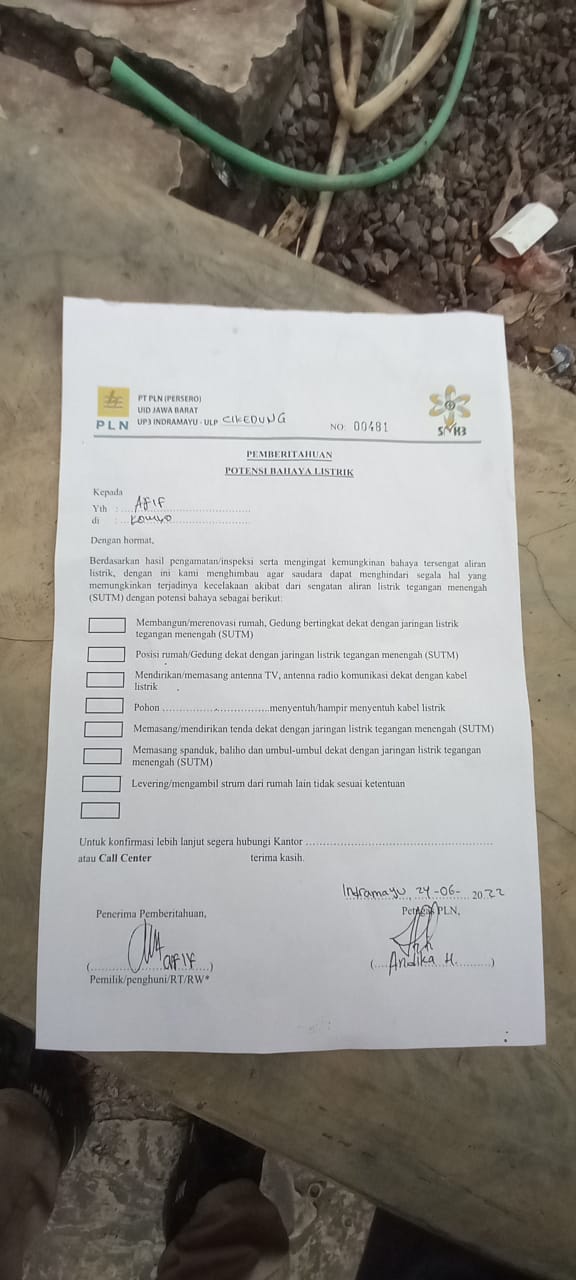 PLN
PT PLN (PERSERO)
UID JAWA BARAT
UP3 INDRAMAYU - ULP CIKEDUNG
NO: 00481
SMK3
PEMBERITAHUAN
POTENSI BAHAYA LISTRIK
Kepada
Yth : AFIF
di :
Dengan hormat,
Berdasarkan hasil pengamatan/inspeksi serta mengingat kemungkinan bahaya tersengat aliran
listrik, dengan ini kami menghimbau agar saudara dapat menghindari segala hal yang
memungkinkan terjadinya kecelakaan akibat dari sengatan aliran listrik tegangan menengah
(SUTM) dengan potensi bahaya sebagai berikut:
Membangun/merenovasi rumah, Gedung bertingkat dekat dengan jaringan listrik
tegangan menengah (SUTM)
Posisi rumah/Gedung dekat dengan jaringan listrik tegangan menengah (SUTM)
Mendirikan/memasang antenna TV, antenna radio komunikasi dekat dengan kabel
listrik
Pohon ..............................menyentuh/hampir menyentuh kabel listrik
Memasang/mendirikan tenda dekat dengan jaringan listrik tegangan menengah (SUTM)
Memasang spanduk, baliho dan umbul-umbul dekat dengan jaringan listrik tegangan
menengah (SUTM)
Levering/mengambil strum dari rumah lain tidak sesuai ketentuan
Untuk konfirmasi lebih lanjut segera hubungi Kantor ......................................................
atau Call Center terima kasih.
Indramayu, 24-06- 2022
Penerima Pemberitahuan, Petugas PLN,
(AFIF) (Andika H.)
Pemilik/penghuni/RT/RW*